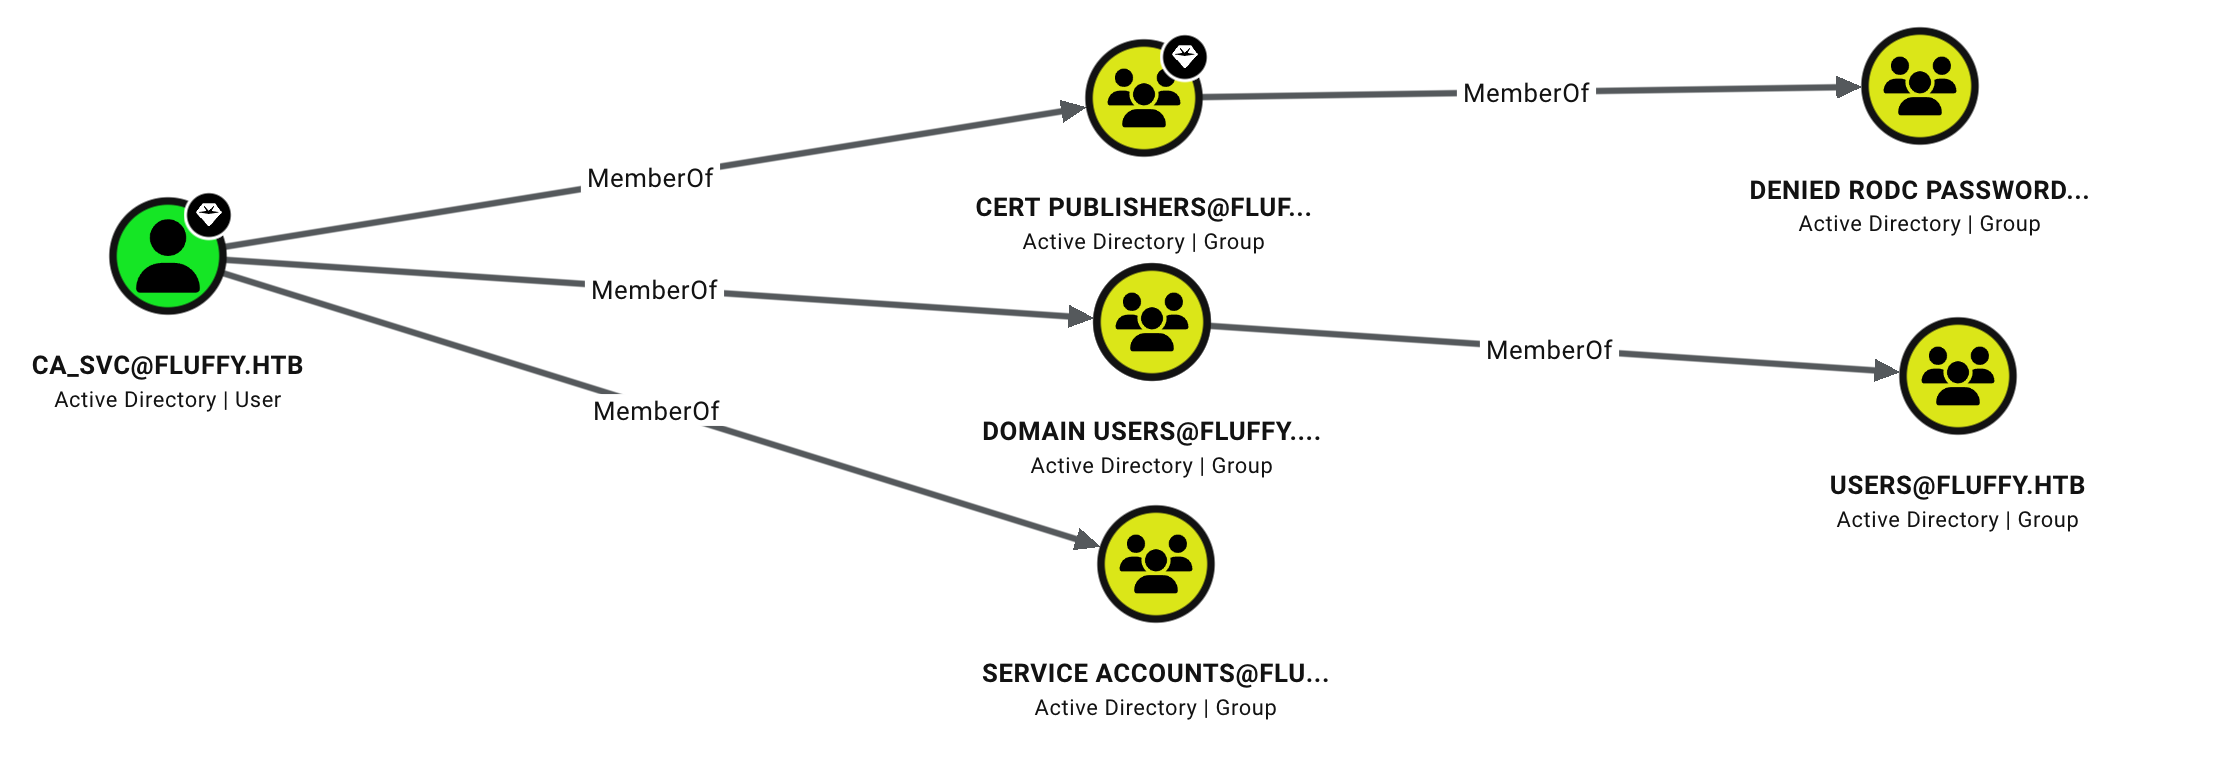 MemberOf
CERT PUBLISHERS@FLUF...
Active Directory | Group
MemberOf
DENIED RODC PASSWORD...
Active Directory | Group
CA_SVC@FLUFFY.HTB
Active Directory | User
MemberOf
DOMAIN USERS@FLUFFY....
Active Directory | Group
MemberOf
USERS@FLUFFY.HTB
Active Directory | Group
MemberOf
SERVICE ACCOUNTS@FLU...
Active Directory | Group